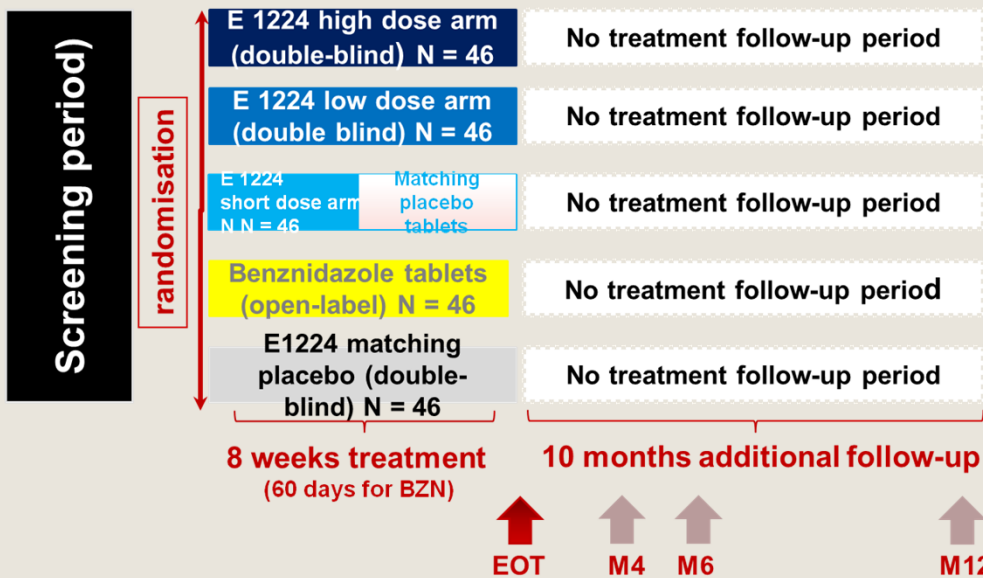 Screening period)
randomisation
E 1224 high dose arm
(double-blind) N = 46
No treatment follow-up period
E 1224 low dose arm
(double blind) N = 46
No treatment follow-up period
E 1224
short dose arm
N N = 46
Matching
placebo
tablets
No treatment follow-up period
Benznidazole tablets
(open-label) N = 46
No treatment follow-up period
E1224 matching
placebo (double-
blind) N = 46
No treatment follow-up period
8 weeks treatment
(60 days for BZN)
10 months additional follow-up
EOT
M4
M6
M12